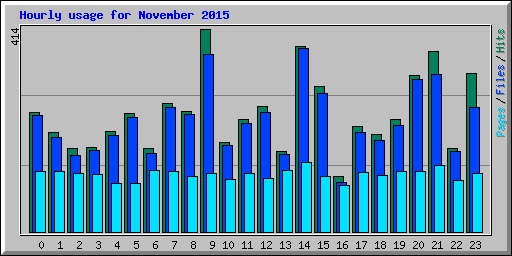 Hourly usage for November 2015
414
Pages / Files / Hits
0 1 2 3 4 5 6 7 8 9 10 11 12 13 14 15 16 17 18 19 20 21 22 23